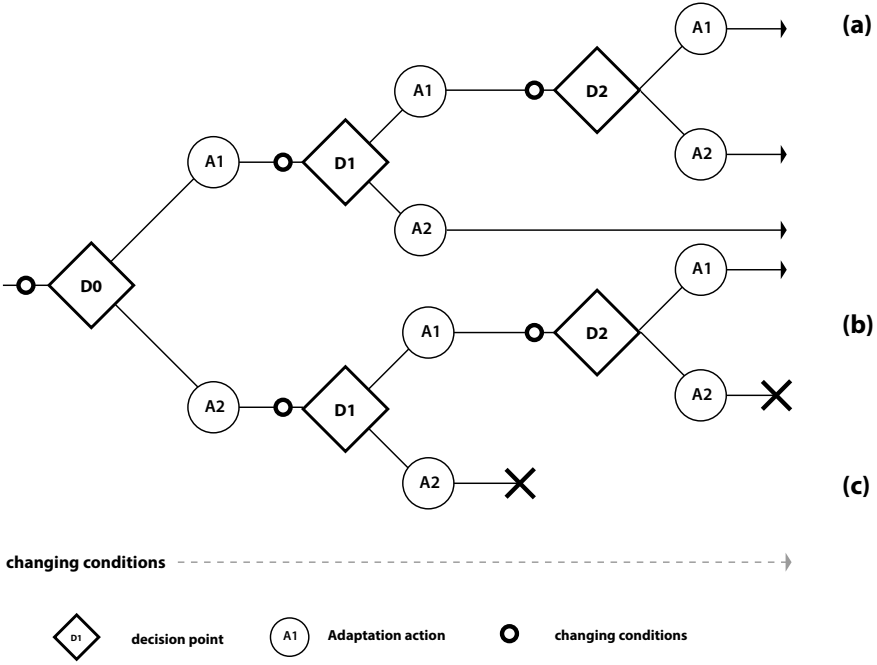 A1
(a)
A1
D2
A1
D1
A2
A2
D0
A1
(b)
A1
D2
A2
D1
A2
A2
(c)
changing conditions
D1
decision point
A1
Adaptation action
changing conditions